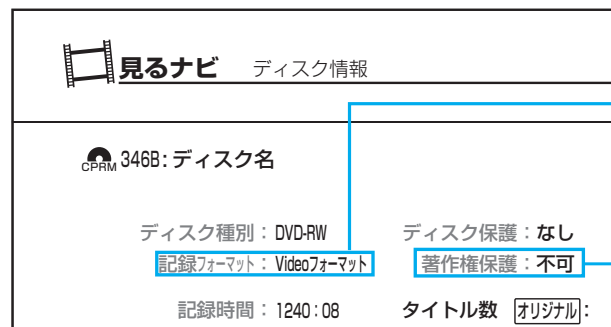 見るナビ ディスク情報
CPRM 346B:ディスク名
ディスク種別:DVD-RW ディスク保護:なし
記録フォーマット:Videoフォーマット 著作権保護:不可
記録時間:1240:08 タイトル数 オリジナル: